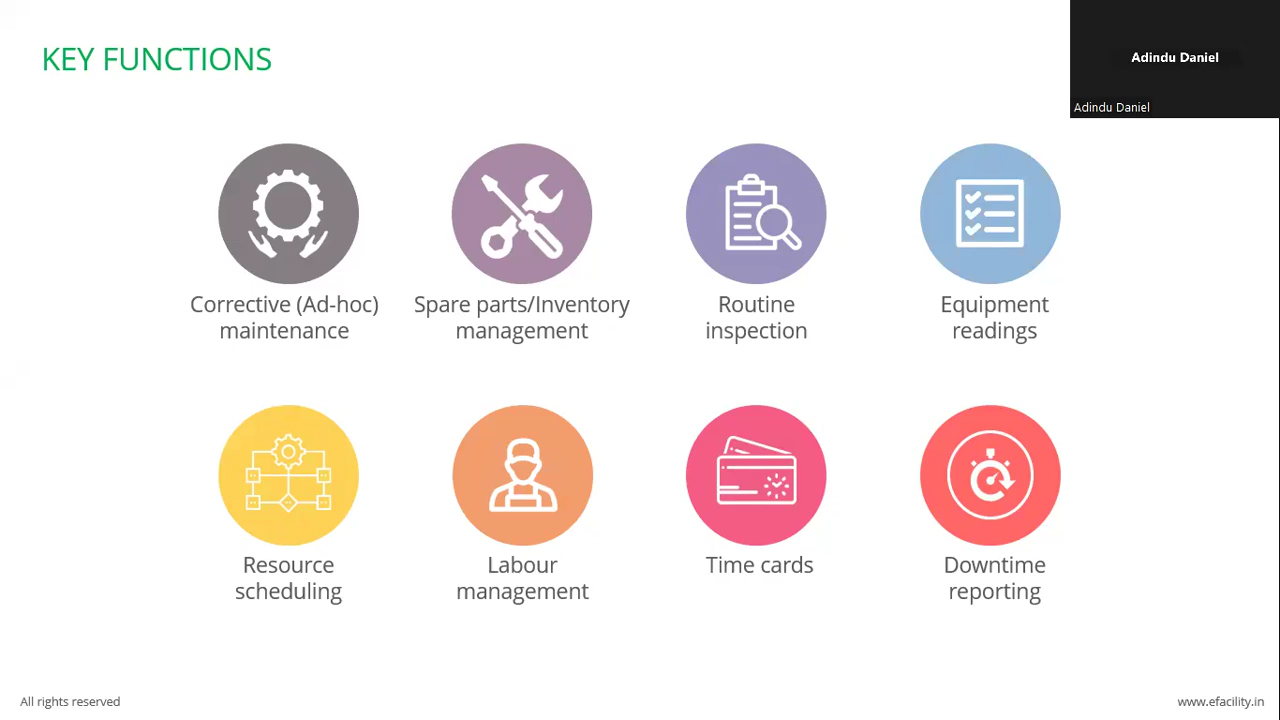 KEY FUNCTIONS
Adindu Daniel
Adindu Daniel
Corrective (Ad-hoc)
maintenance
Spare parts/Inventory
management
Routine
inspection
Equipment
readings
Resource
scheduling
Labour
management
Time cards
Downtime
reporting
All rights reserved
www.efacility.in